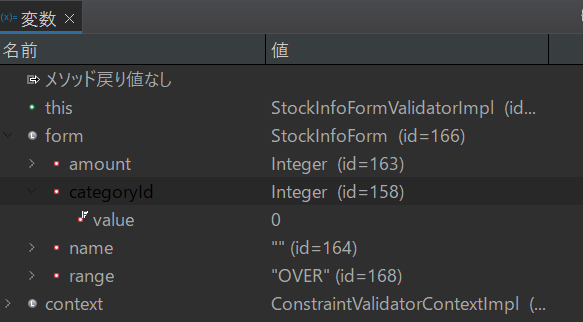 (x)= 変数
名前 値
メソッド戻り値なし
this StockInfoFormValidatorImpl (id...
form StockInfoForm (id=166)
amount Integer (id=163)
categoryId Integer (id=158)
value 0
name "" (id=164)
range "OVER" (id=168)
context ConstraintValidatorContextImpl (...